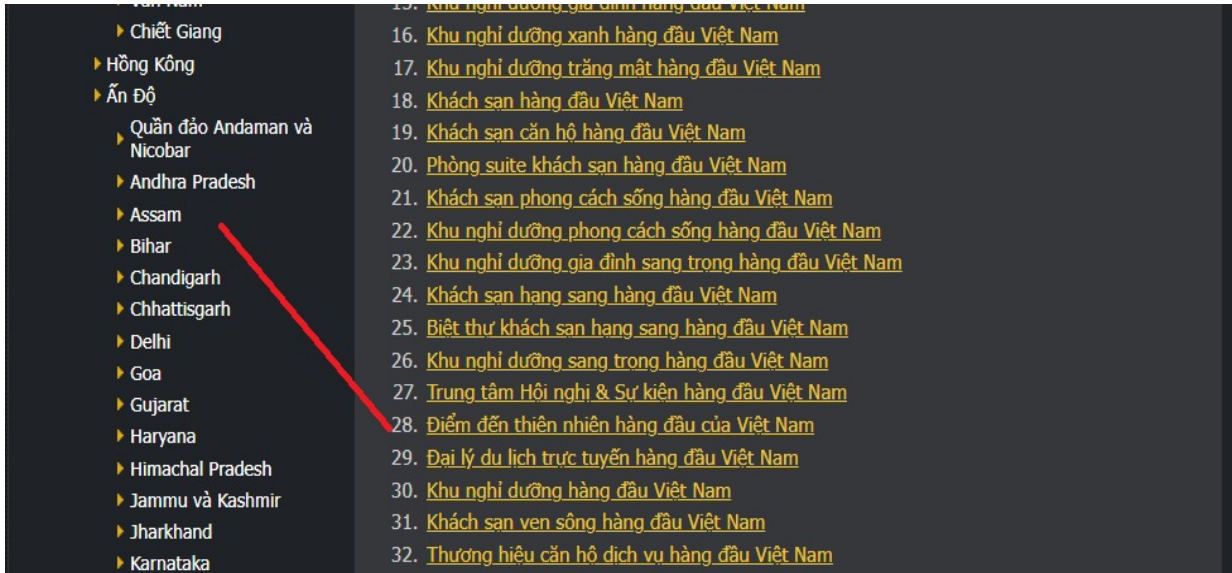 Chiết Giang
Hồng Kông
Ấn Độ
Quần đảo Andaman và
Nicobar
Andhra Pradesh
Assam
Bihar
Chandigarh
Chhattisgarh
Delhi
Goa
Gujarat
Haryana
Himachal Pradesh
Jammu và Kashmir
Jharkhand
Karnataka
15. Khu nghỉ dưỡng gia đình hàng đầu Việt Nam
16. Khu nghỉ dưỡng xanh hàng đầu Việt Nam
17. Khu nghỉ dưỡng trăng mật hàng đầu Việt Nam
18. Khách sạn hàng đầu Việt Nam
19. Khách sạn căn hộ hàng đầu Việt Nam
20. Phòng suite khách sạn hàng đầu Việt Nam
21. Khách sạn phong cách sống hàng đầu Việt Nam
22. Khu nghỉ dưỡng phong cách sống hàng đầu Việt Nam
23. Khu nghỉ dưỡng gia đình sang trọng hàng đầu Việt Nam
24. Khách sạn hạng sang hàng đầu Việt Nam
25. Biệt thự khách sạn hạng sang hàng đầu Việt Nam
26. Khu nghỉ dưỡng sang trọng hàng đầu Việt Nam
27. Trung tâm Hội nghị & Sự kiện hàng đầu Việt Nam
28. Điểm đến thiên nhiên hàng đầu của Việt Nam
29. Đại lý du lịch trực tuyến hàng đầu Việt Nam
30. Khu nghỉ dưỡng hàng đầu Việt Nam
31. Khách sạn ven sông hàng đầu Việt Nam
32. Thương hiệu căn hộ dịch vụ hàng đầu Việt Nam